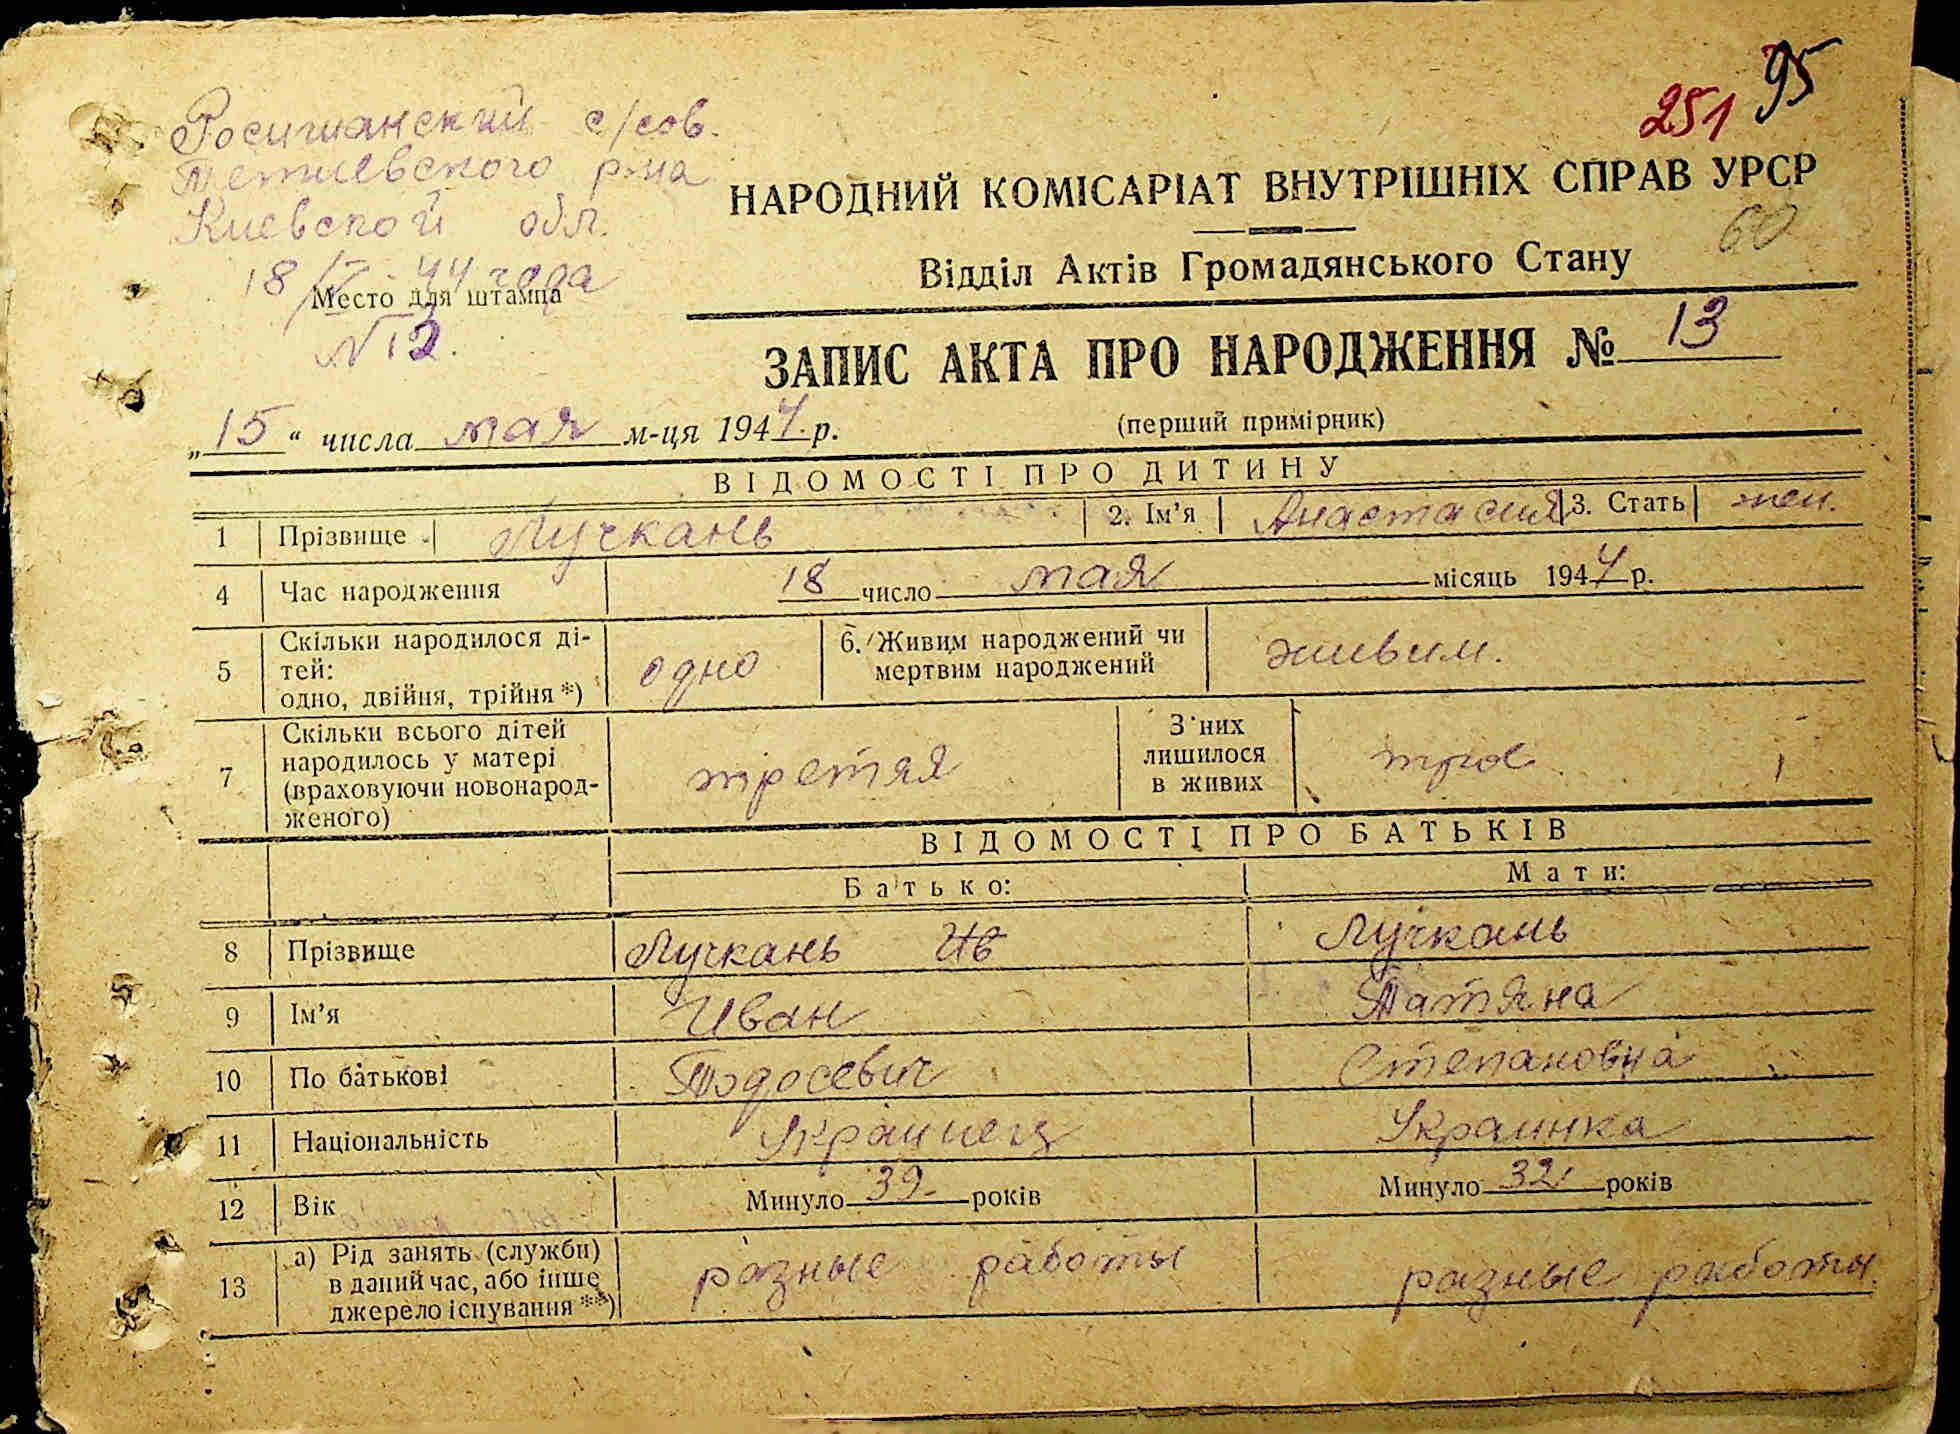 251 95
Росишанский с/сов.
Тетиевского р-на
Киевской обл.
18/V - 44 года
Место для штампа
№ 12.
НАРОДНИЙ КОМІСАРІАТ ВНУТРІШНІХ СПРАВ УРСР
60
Відділ Актів Громадянського Стану
ЗАПИС АКТА ПРО НАРОДЖЕННЯ № 13
„15“ числа мая м-ця 1944 р. (перший примірник)
ВІДОМОСТІ ПРО ДИТИНУ
1 Прізвище Лучкань 2. Ім’я Анастасия 3. Стать жен.
4 Час народження 18 число мая місяць 1944 р.
5 Скільки народилося дітей: одно, двійня, трійня *) одно 6. Живим народжений чи мертвим народжений живим.
7 Скільки всього дітей народилось у матері (враховуючи новонародженого) третяя З них лишилося в живих трое
ВІДОМОСТІ ПРО БАТЬКІВ
Батько: Мати:
8 Прізвище Лучкань Ив Лучкань
9 Ім’я Иван Татяна
10 По батькові Тодосевич Степановна
11 Національність Украинец Украинка
12 Вік Минуло 39 років Минуло 32 років
13 а) Рід занять (служби) в даний час, або інше джерело існування **) разные работы разные работы